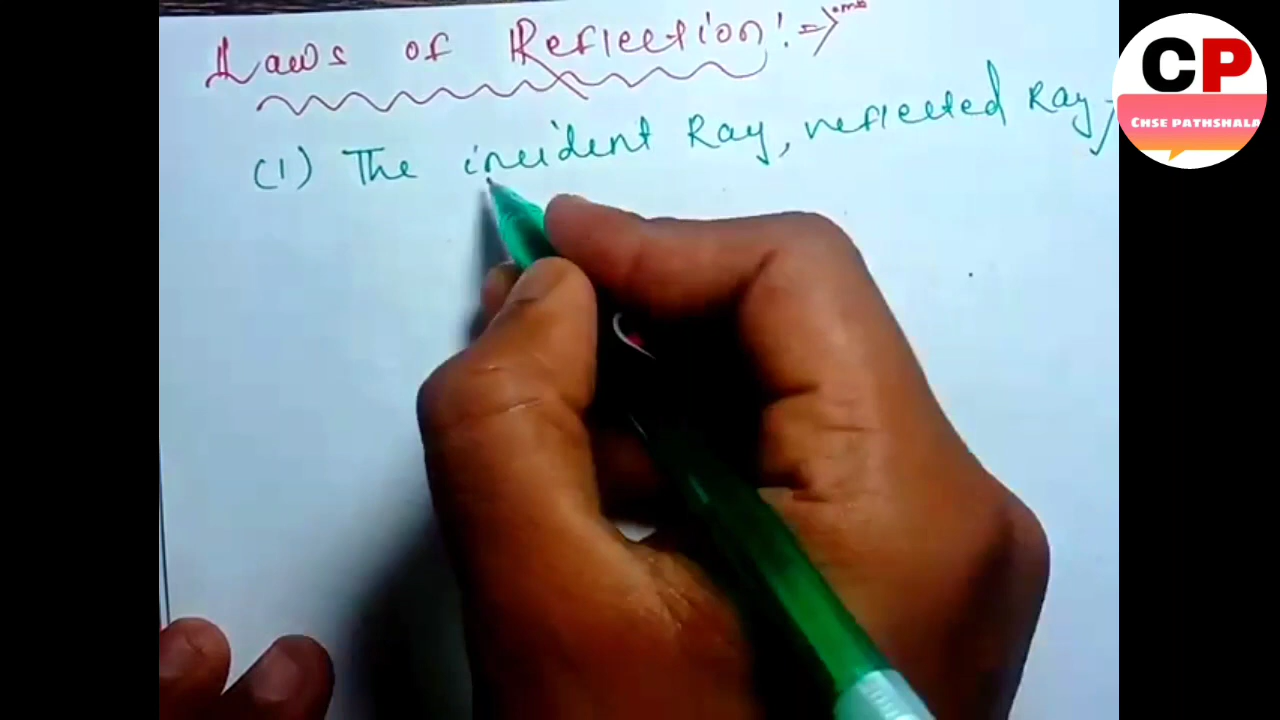 Laws of Reflection! ⇒
(1) The incident Ray, reflected Ray,
CP
CHSE PATHSHALA